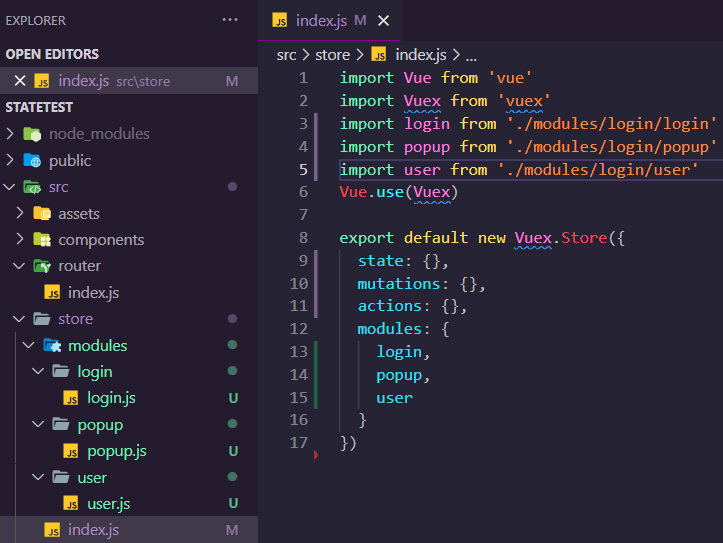 EXPLORER
...
OPEN EDITORS
index.js src\store M
STATETEST
node_modules
public
src
assets
components
router
JS index.js
store
modules
login
JS login.js U
popup
JS popup.js U
user
JS user.js U
JS index.js M
JS index.js M
src > store > JS index.js > ...
1 import Vue from 'vue'
2 import Vuex from 'vuex'
3 import login from './modules/login/login'
4 import popup from './modules/login/popup'
5 import user from './modules/login/user'
6 Vue.use(Vuex)
7
8 export default new Vuex.Store({
9 state: {},
10 mutations: {},
11 actions: {},
12 modules: {
13 login,
14 popup,
15 user
16 }
17 })